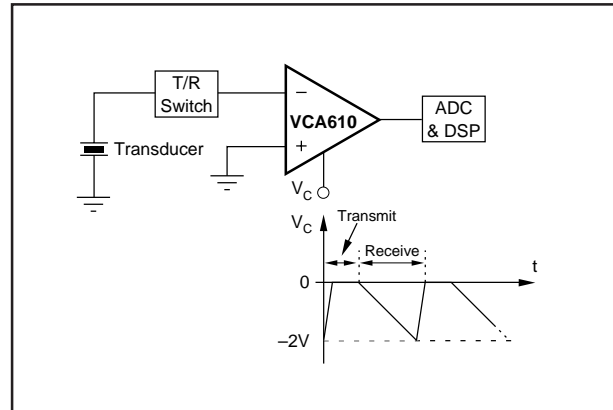 T/R
Switch
−
VCA610
+
ADC
& DSP
Transducer
V_C
V_C
Transmit
Receive
t
0
−2V